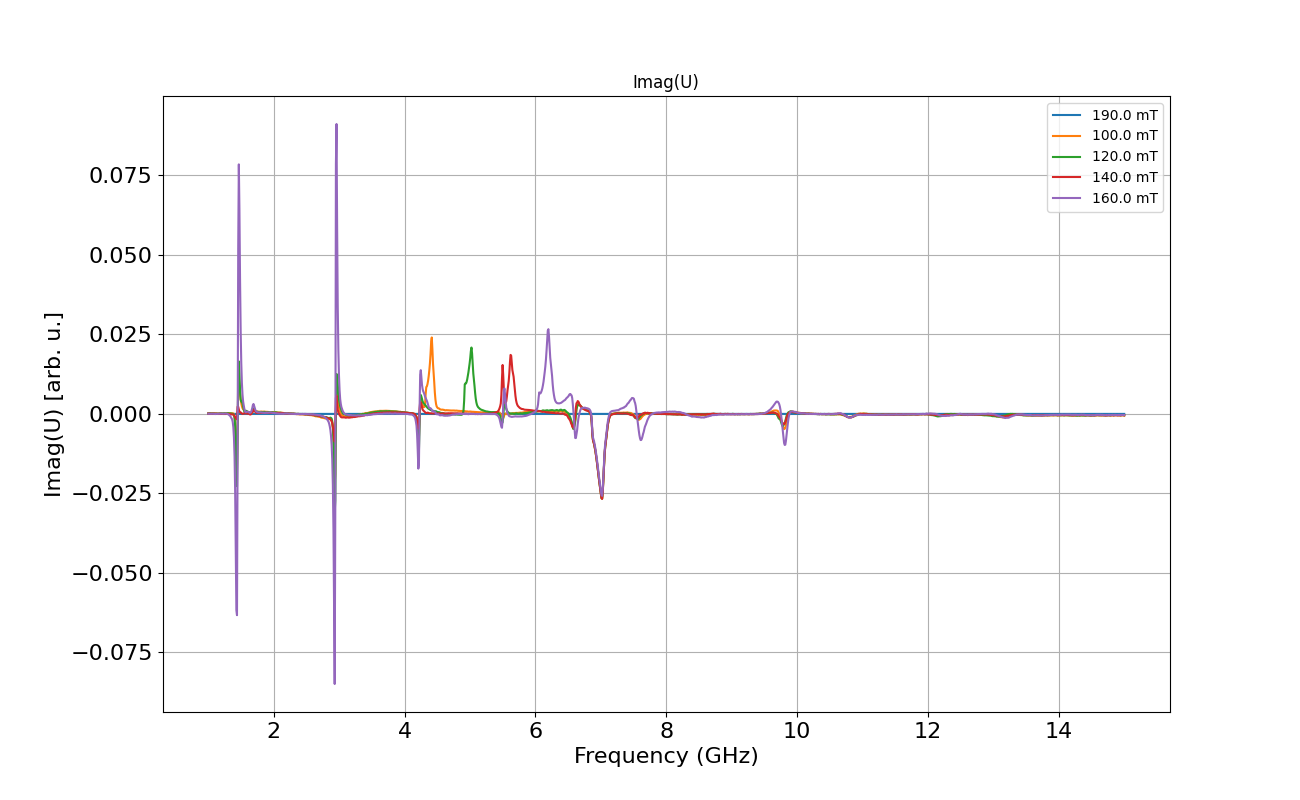 Imag(U)
190.0 mT
100.0 mT
120.0 mT
140.0 mT
160.0 mT
Imag(U) [arb. u.]
0.075
0.050
0.025
0.000
−0.025
−0.050
−0.075
2 4 6 8 10 12 14
Frequency (GHz)